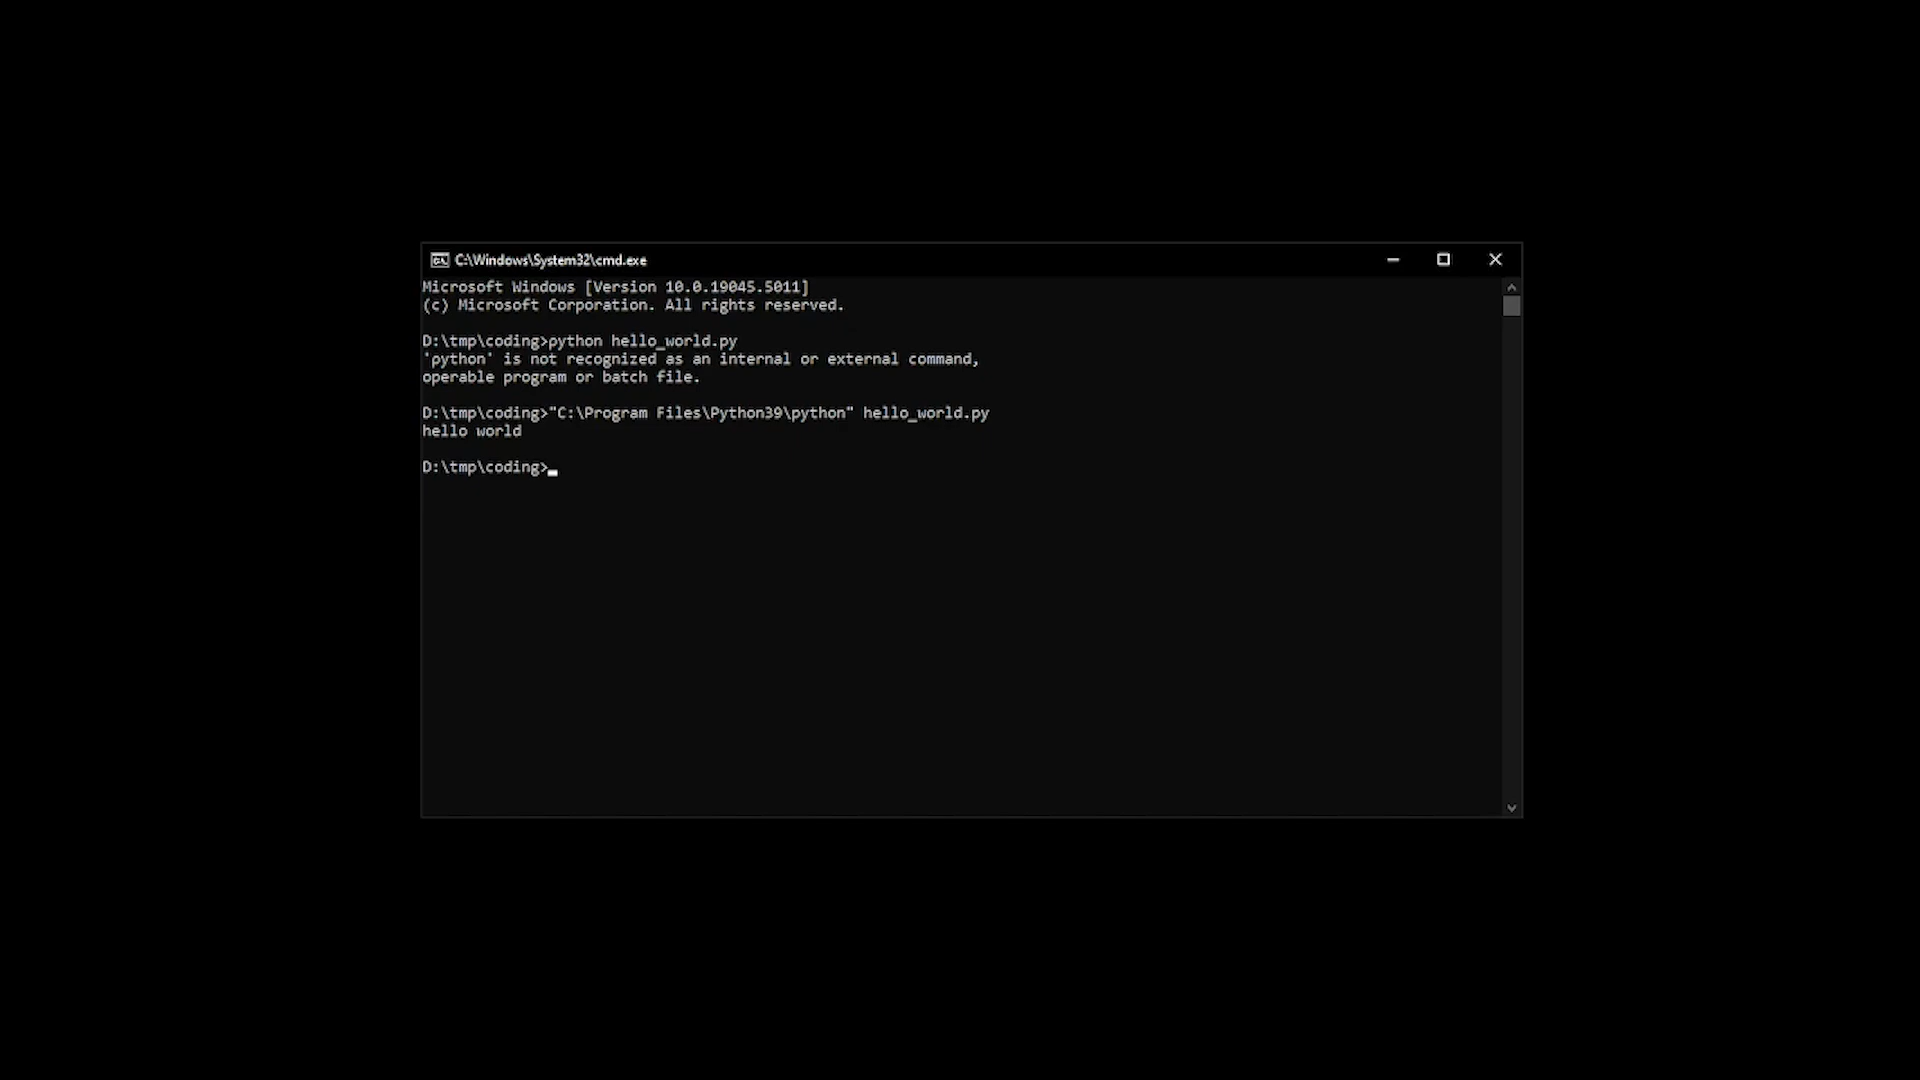 C:\Windows\System32\cmd.exe
Microsoft Windows [Version 10.0.19045.5011]
(c) Microsoft Corporation. All rights reserved.
D:\tmp\coding>python hello_world.py
'python' is not recognized as an internal or external command,
operable program or batch file.
D:\tmp\coding>"C:\Program Files\Python39\python" hello_world.py
hello world
D:\tmp\coding>